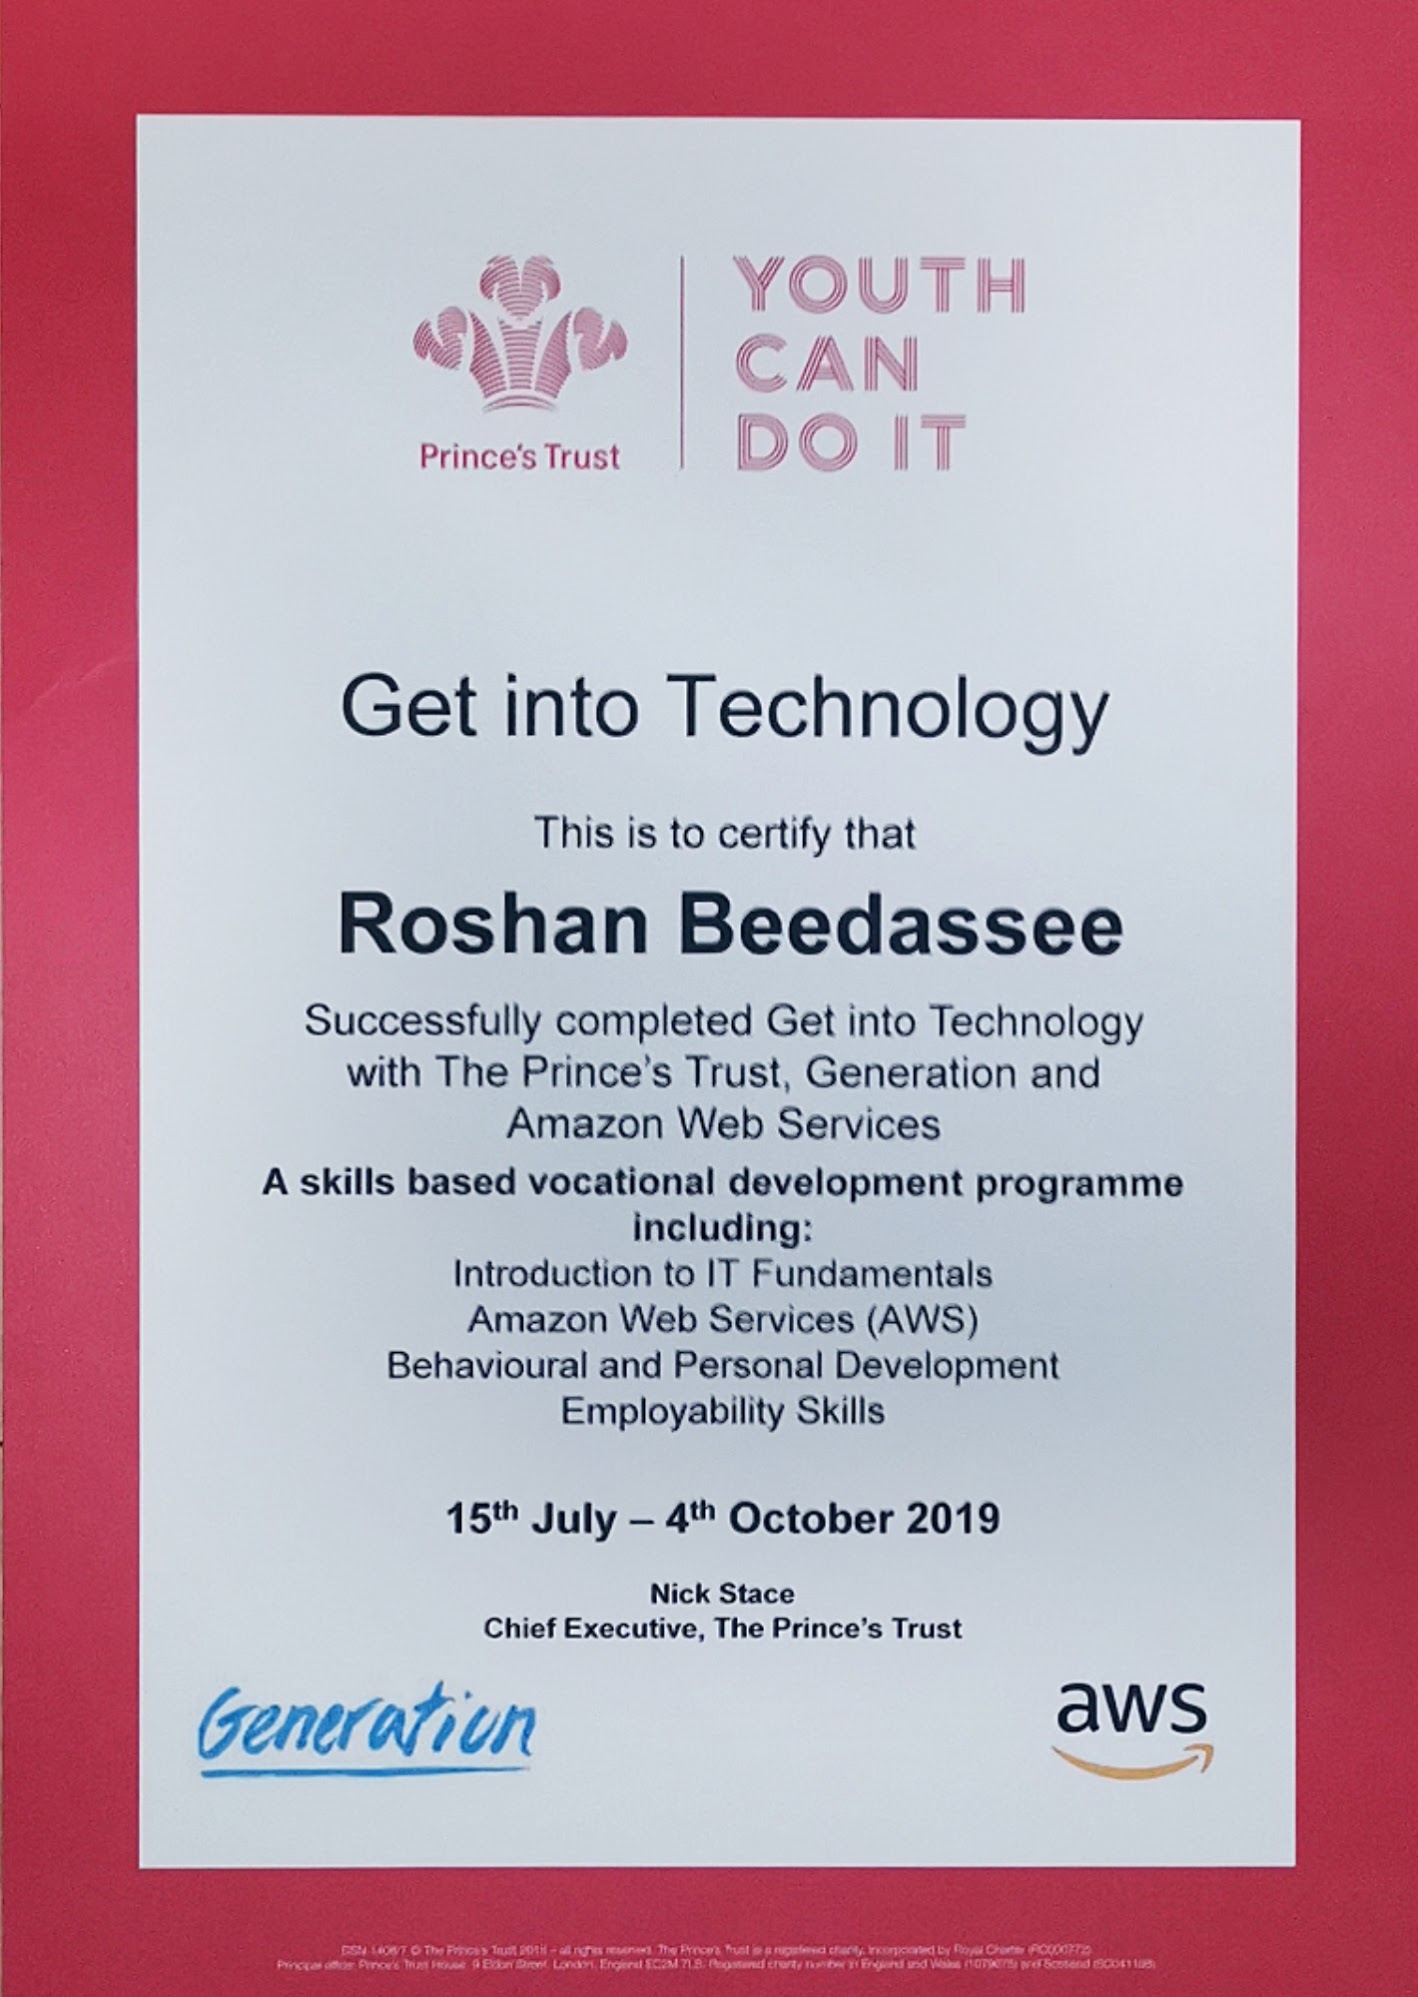 YOUTH
CAN
DO IT
Prince's Trust
Get into Technology
This is to certify that
Roshan Beedassee
Successfully completed Get into Technology
with The Prince's Trust, Generation and
Amazon Web Services
A skills based vocational development programme
including:
Introduction to IT Fundamentals
Amazon Web Services (AWS)
Behavioural and Personal Development
Employability Skills
15th July – 4th October 2019
Nick Stace
Chief Executive, The Prince's Trust
Generation
aws
© The Prince's Trust – all rights reserved. The Prince's Trust is a registered charity, incorporated by Royal Charter (RC000772)
Principal office: Prince's Trust House, 9 Eldon Street, London, England EC2M 7LS. Registered charity number in England and Wales (1079675) and Scotland